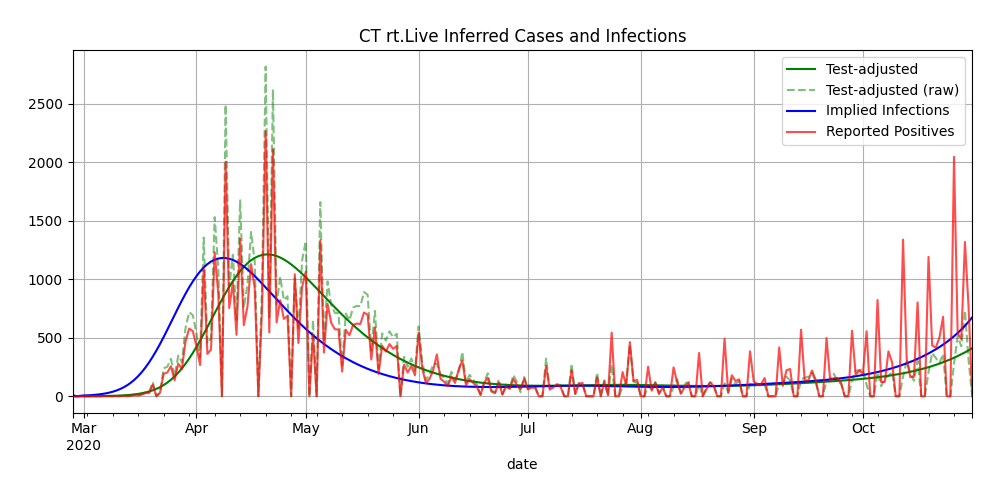 CT rt.Live Inferred Cases and Infections
Test-adjusted
Test-adjusted (raw)
Implied Infections
Reported Positives
2500
2000
1500
1000
500
0
Mar Apr May Jun Jul Aug Sep Oct
2020
date